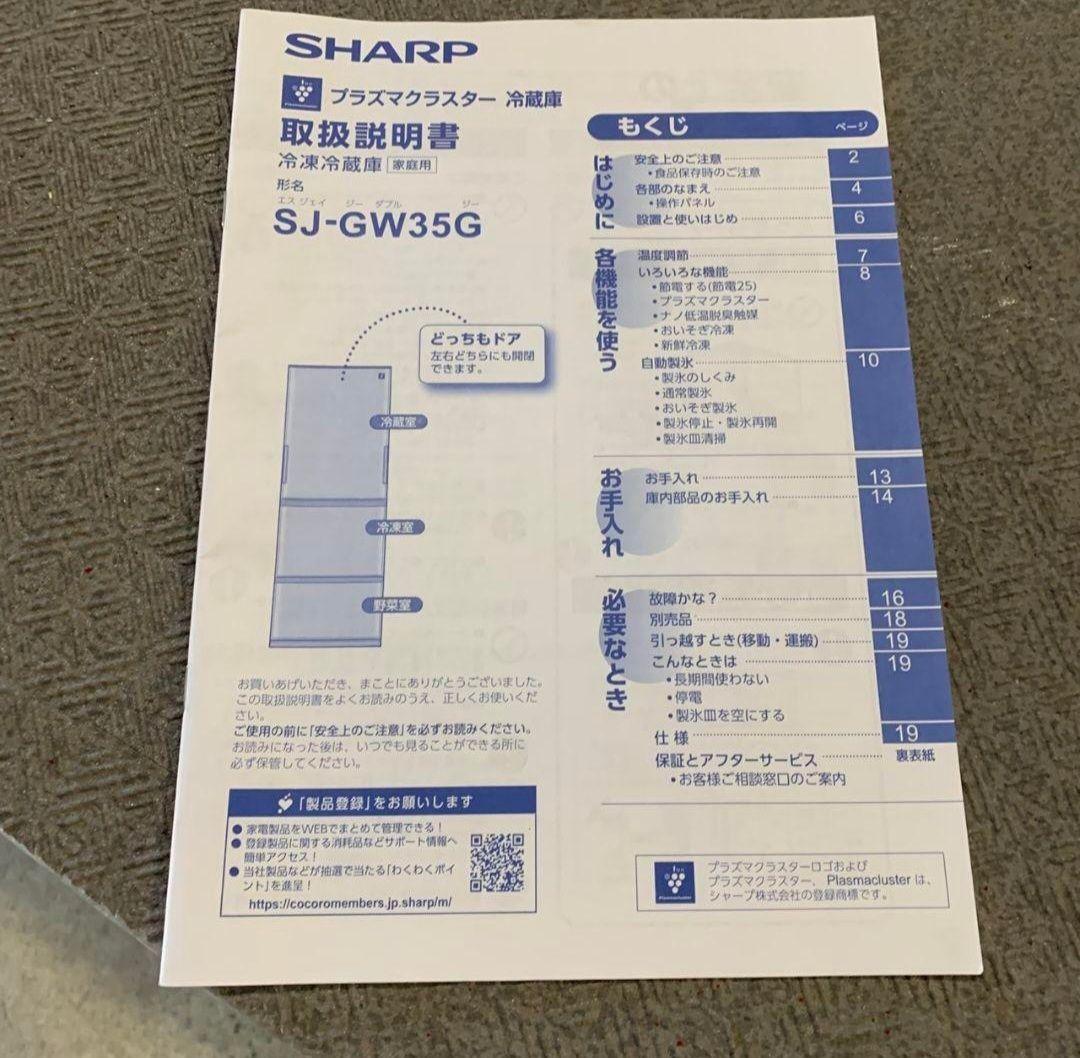 SHARP
プラズマクラスター 冷蔵庫
取扱説明書
冷凍冷蔵庫 家庭用
形名
エス ジェイ ジー ダブル ジー
SJ-GW35G
どっちもドア
左右どちらにも開閉
できます。
冷蔵室
冷凍室
野菜室
お買いあげいただき、まことにありがとうございました。
この取扱説明書をよくお読みのうえ、正しくお使いくだ
さい。
ご使用の前に「安全上のご注意」を必ずお読みください。
お読みになった後は、いつでも見ることができる所に
必ず保管してください。
「製品登録」をお願いします
●家電製品をWEBでまとめて管理できる！
●登録製品に関する消耗品などサポート情報へ
簡単アクセス！
●当社製品などが抽選で当たる「わくわくポイ
ント」を進呈！
https://cocoromembers.jp.sharp/m/
もくじ ページ
はじめに
安全上のご注意 2
•食品保存時のご注意
各部のなまえ 4
•操作パネル
設置と使いはじめ 6
各機能を使う
温度調節 7
いろいろな機能 8
•節電する(節電25)
•プラズマクラスター
•ナノ低温脱臭触媒
•おいそぎ冷凍
•新鮮冷凍
自動製氷 10
•製氷のしくみ
•通常製氷
•おいそぎ製氷
•製氷停止・製氷再開
•製氷皿清掃
お手入れ
お手入れ 13
庫内部品のお手入れ 14
必要なとき
故障かな？ 16
別売品 18
引っ越すとき(移動・運搬) 19
こんなときは 19
•長期間使わない
•停電
•製氷皿を空にする
仕様 19
保証とアフターサービス 裏表紙
•お客様ご相談窓口のご案内
Plasmacluster
プラズマクラスターロゴおよび
プラズマクラスター、Plasmacluster は、
シャープ株式会社の登録商標です。